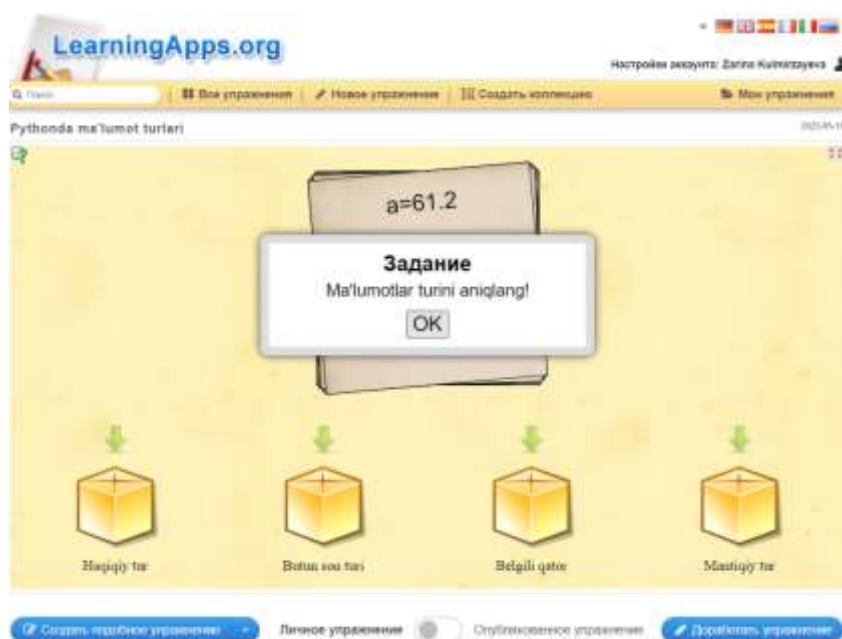 LearningApps.org
Настройки аккаунта: Zarina Kulmirzayeva
Поиск
Все упражнения
Новое упражнение
Создать коллекцию
Мои упражнения
Pythonda ma'lumot turlari
a=61.2
Задание
Ma'lumotlar turini aniqlang!
OK
Haqiqiy tur
Butun son turi
Belgili qator
Mantiqiy tur
Создать подобное упражнение
Личное упражнение
Опубликованное упражнение
Доработать упражнение